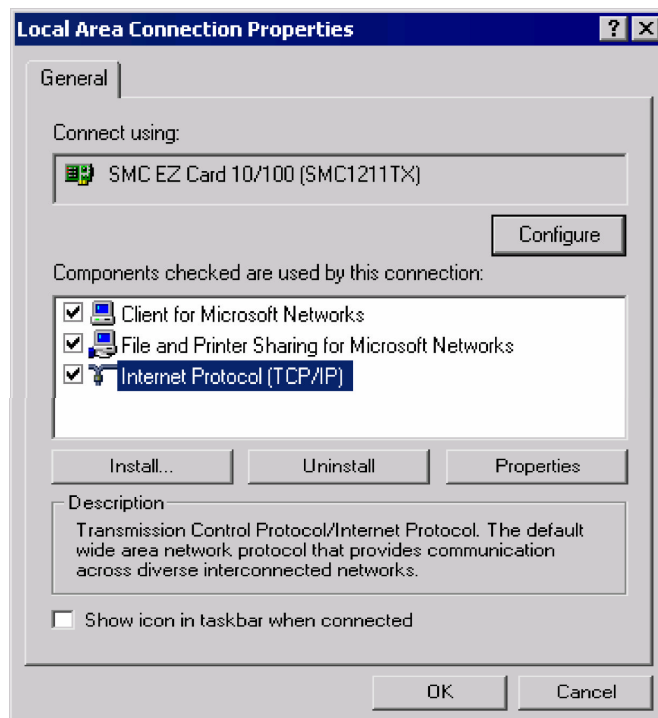 Local Area Connection Properties
General
Connect using:
SMC EZ Card 10/100 (SMC1211TX)
Configure
Components checked are used by this connection:
Client for Microsoft Networks
File and Printer Sharing for Microsoft Networks
Internet Protocol (TCP/IP)
Install... Uninstall Properties
Description
Transmission Control Protocol/Internet Protocol. The default
wide area network protocol that provides communication
across diverse interconnected networks.
Show icon in taskbar when connected
OK Cancel